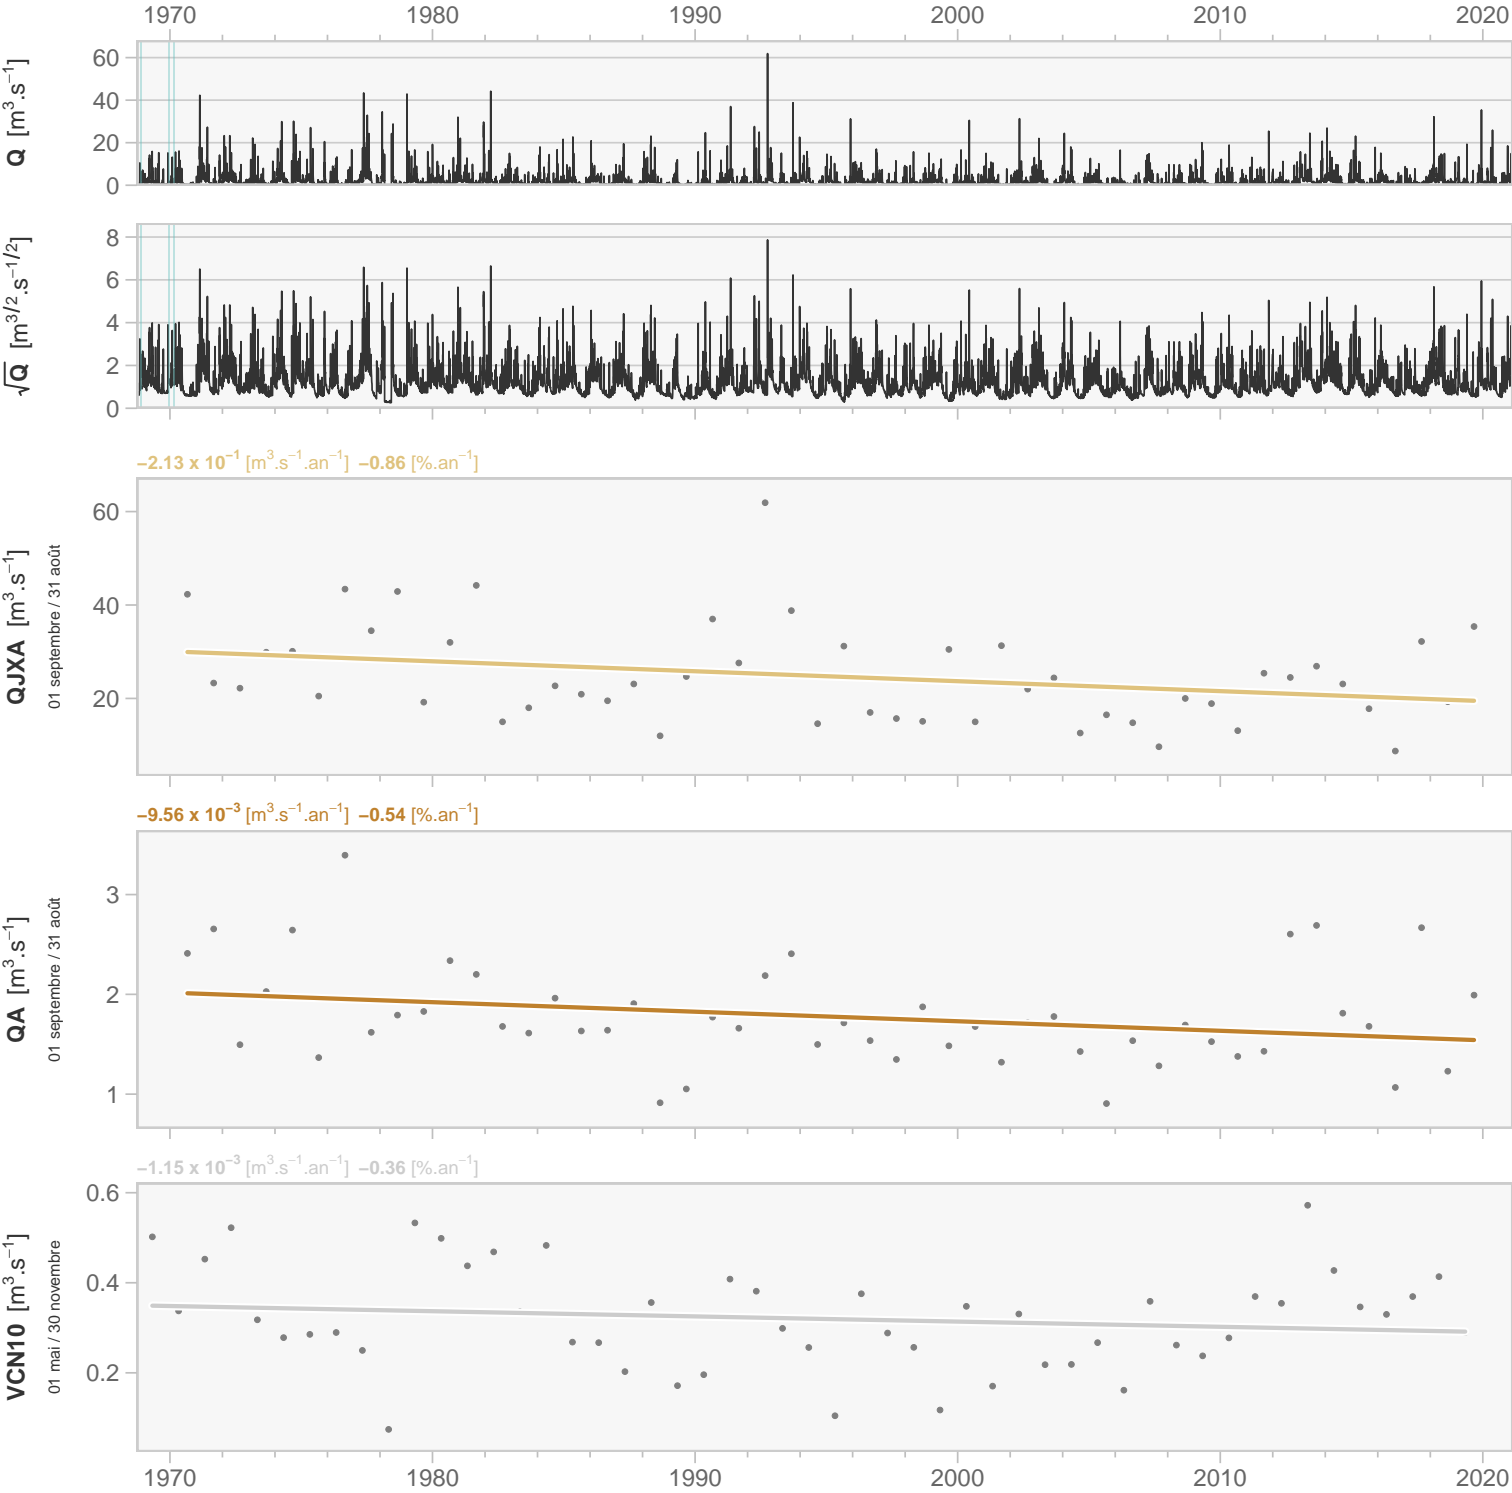 1970 1980 1990 2000 2010 2020
Q [m³.s⁻¹]
60
40
20
0
√Q [m³ᐟ².s⁻¹ᐟ²]
8
6
4
2
0
−2.13 x 10⁻¹ [m³.s⁻¹.an⁻¹] −0.86 [%.an⁻¹]
QJXA [m³.s⁻¹]
01 septembre / 31 août
60
40
20
−9.56 x 10⁻³ [m³.s⁻¹.an⁻¹] −0.54 [%.an⁻¹]
QA [m³.s⁻¹]
01 septembre / 31 août
3
2
1
−1.15 x 10⁻³ [m³.s⁻¹.an⁻¹] −0.36 [%.an⁻¹]
VCN10 [m³.s⁻¹]
01 mai / 30 novembre
0.6
0.4
0.2
1970 1980 1990 2000 2010 2020